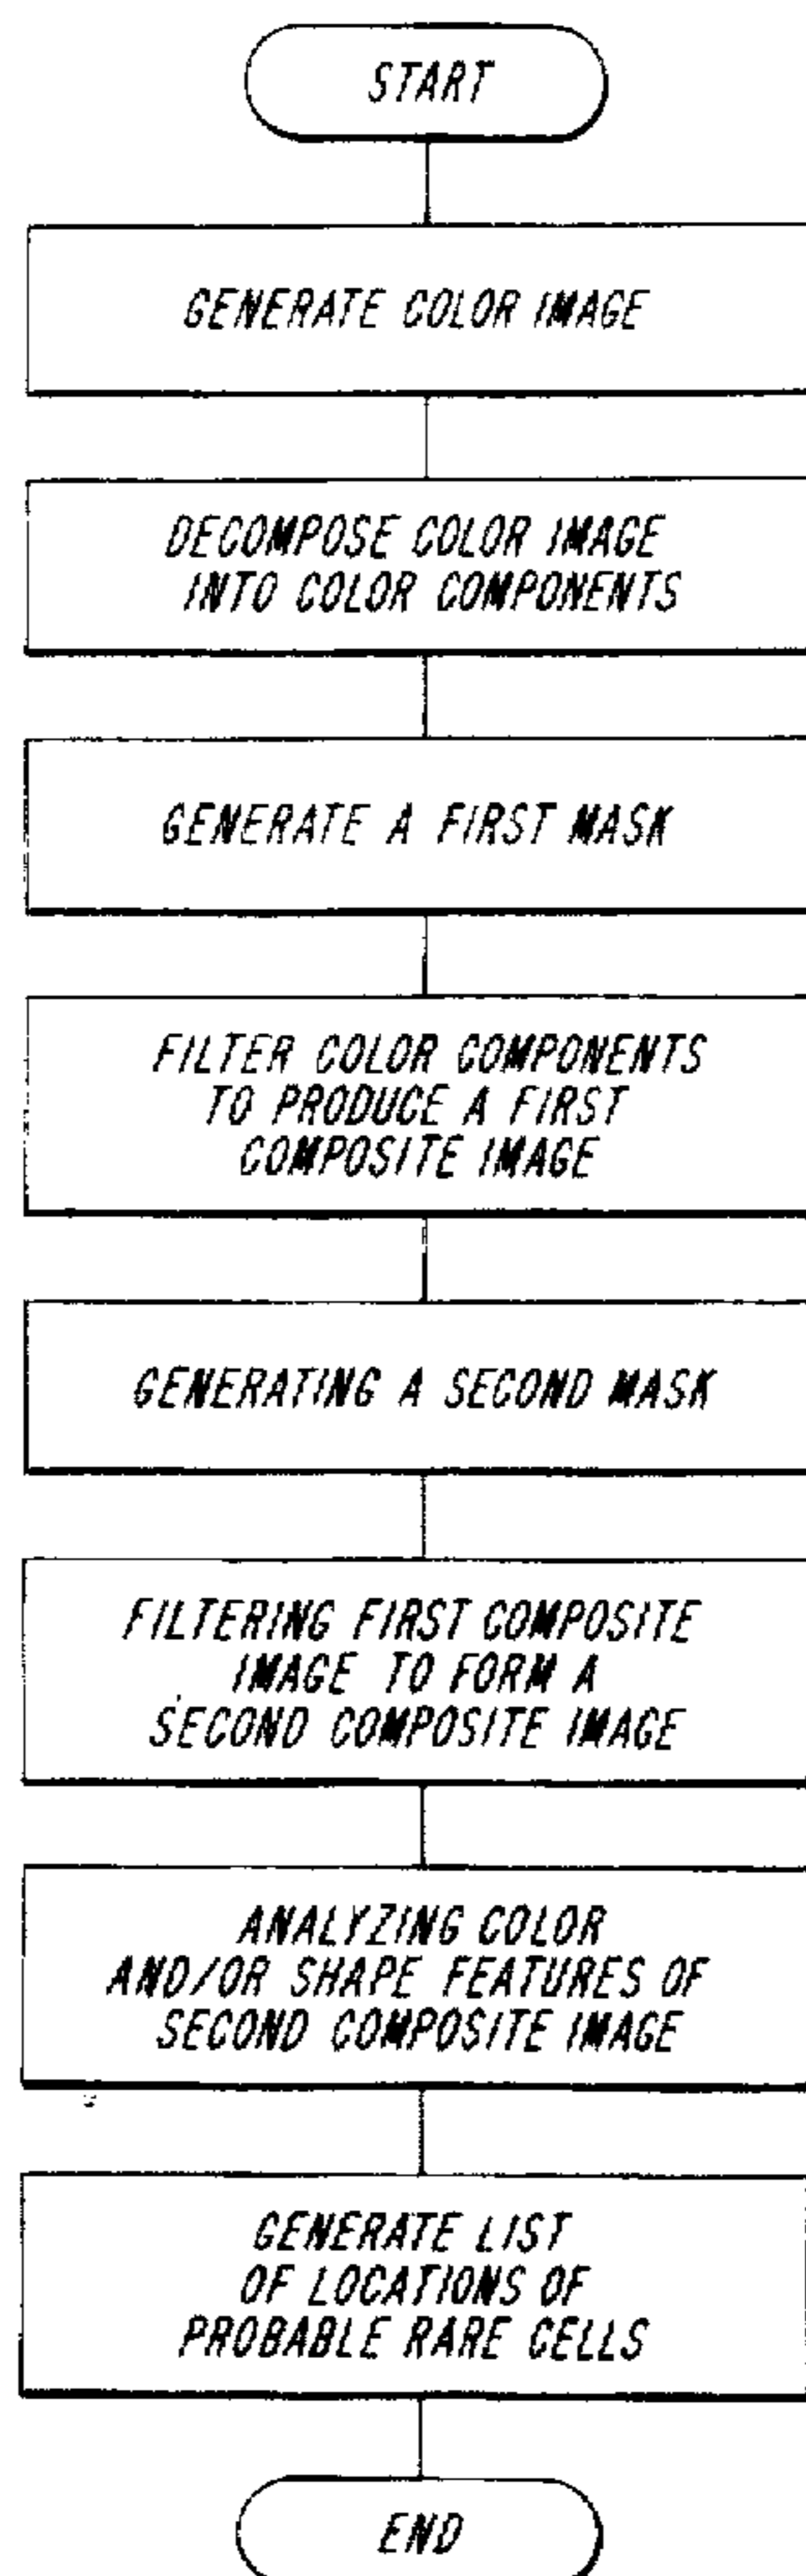 START
GENERATE COLOR IMAGE
DECOMPOSE COLOR IMAGE
INTO COLOR COMPONENTS
GENERATE A FIRST MASK
FILTER COLOR COMPONENTS
TO PRODUCE A FIRST
COMPOSITE IMAGE
GENERATING A SECOND MASK
FILTERING FIRST COMPOSITE
IMAGE TO FORM A
SECOND COMPOSITE IMAGE
ANALYZING COLOR
AND/OR SHAPE FEATURES OF
SECOND COMPOSITE IMAGE
GENERATE LIST
OF LOCATIONS OF
PROBABLE RARE CELLS
END